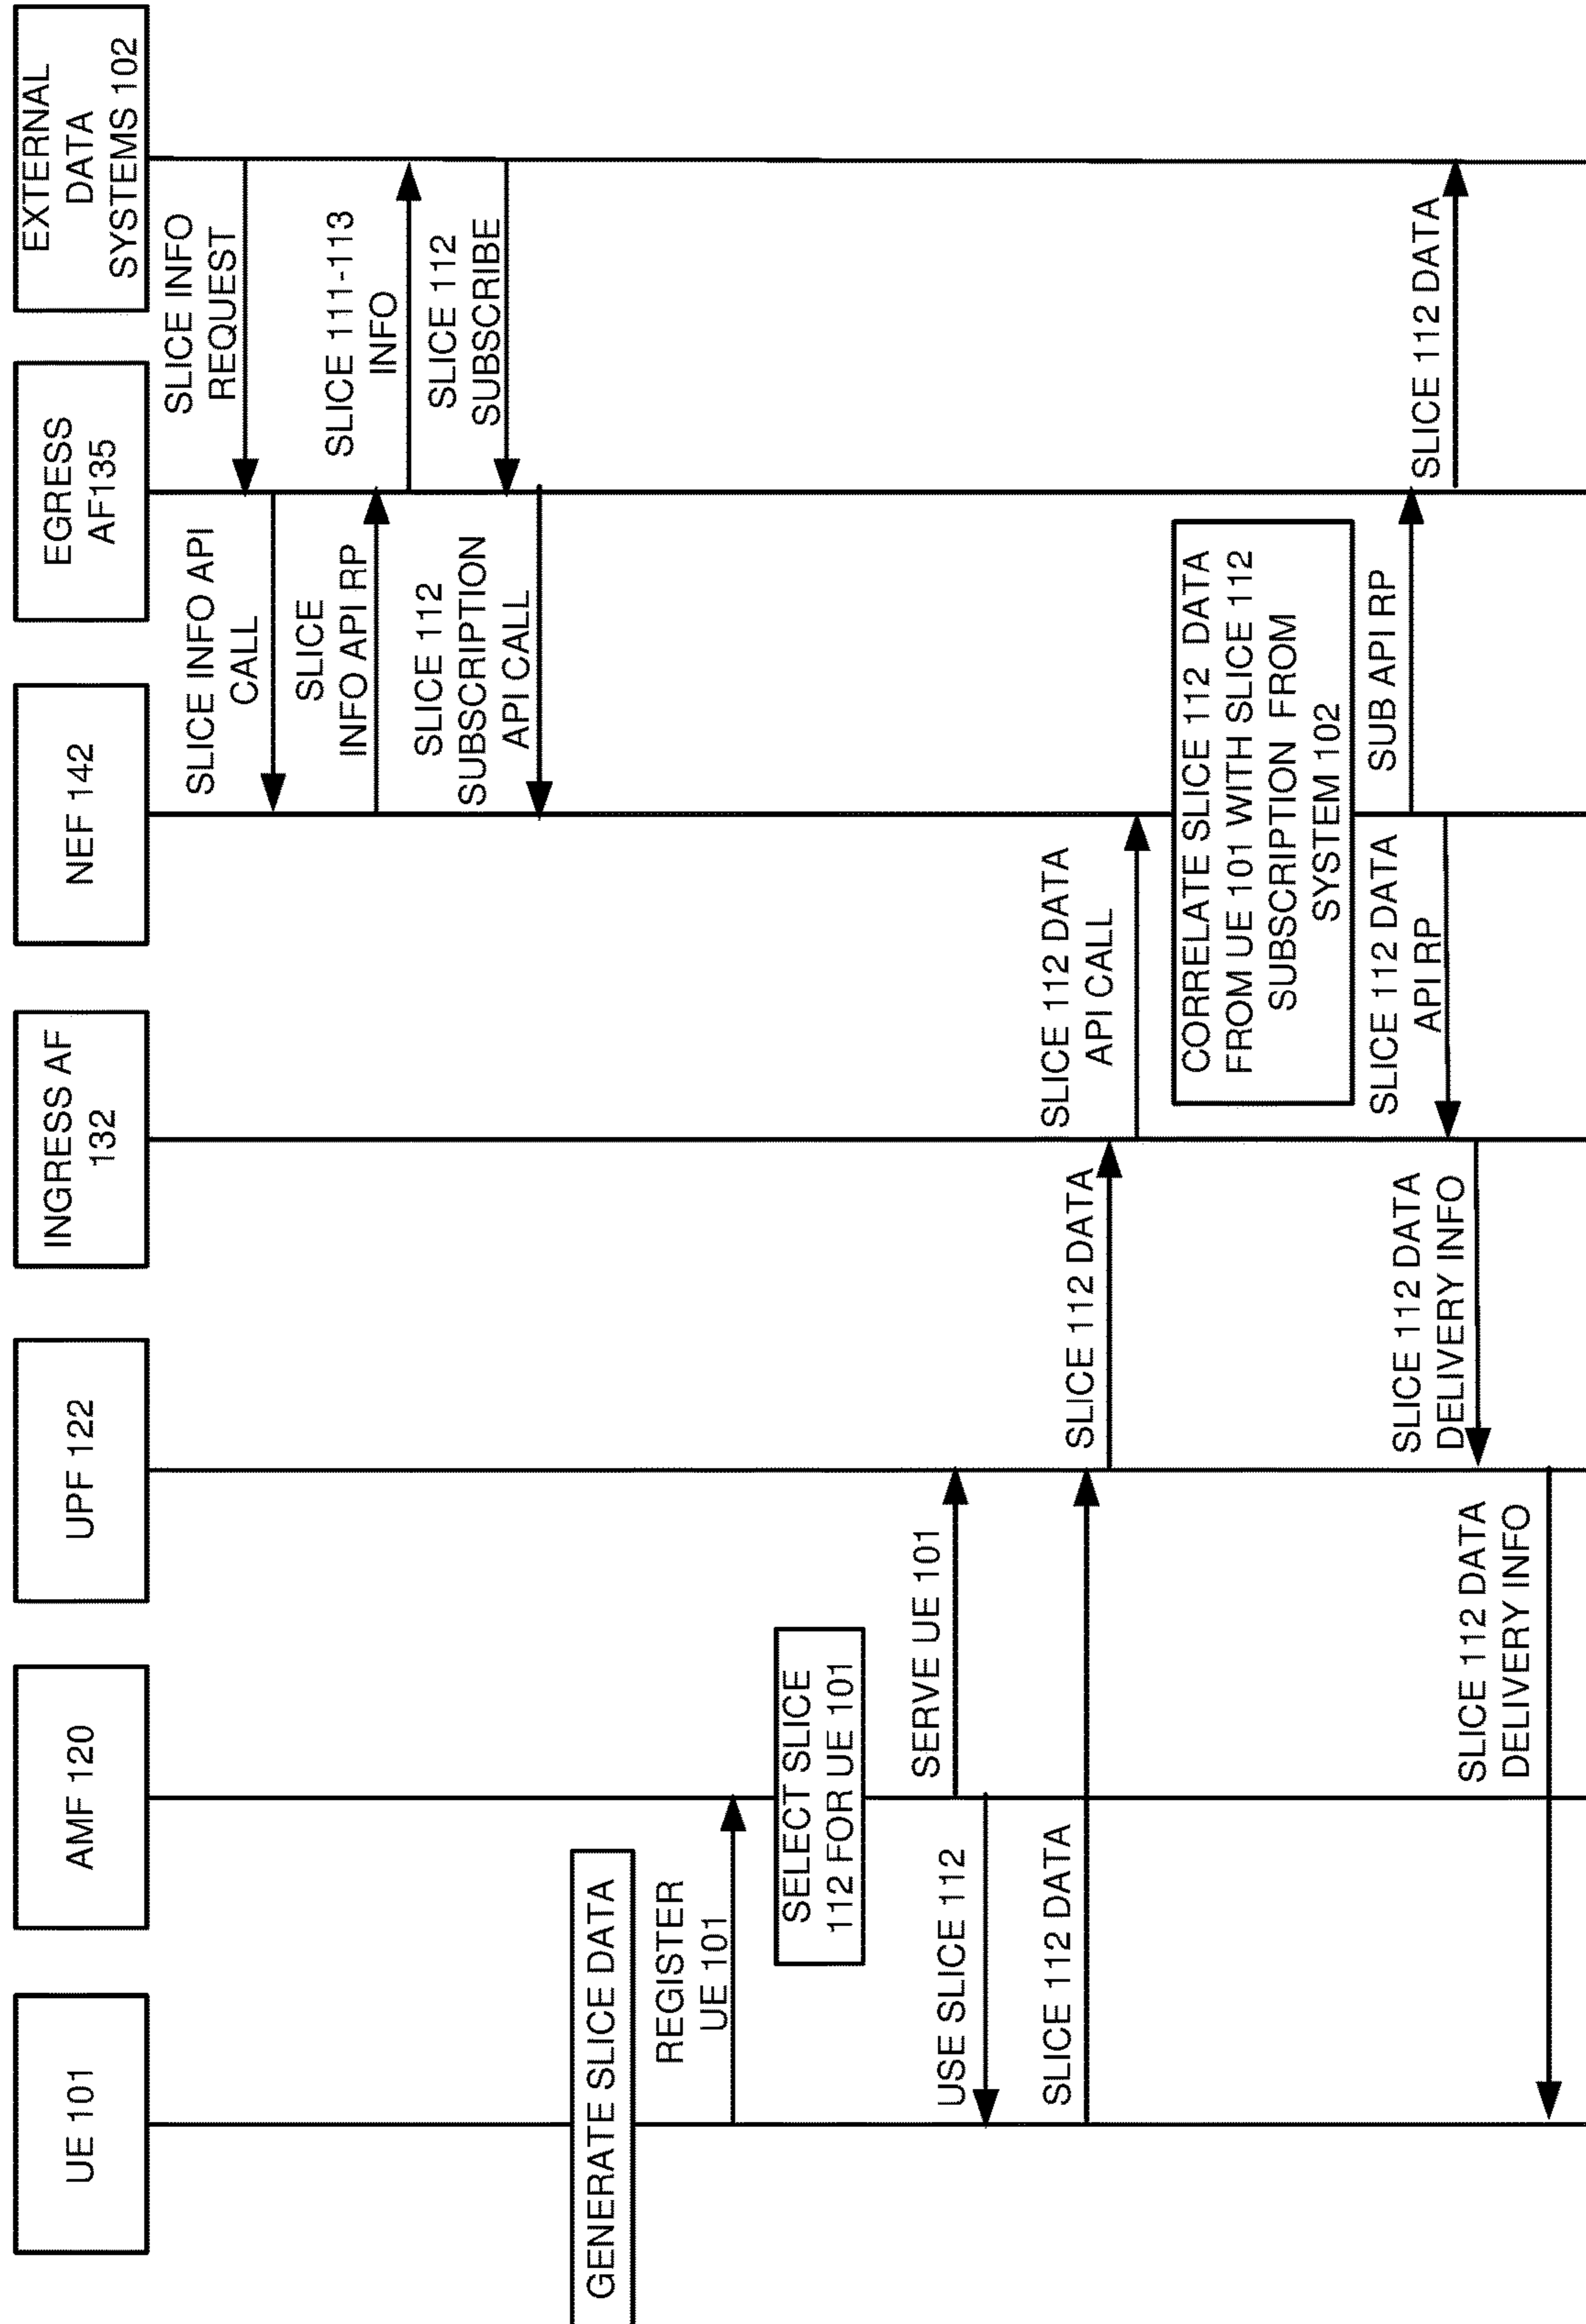 UE 101
AMF 120
UPF 122
INGRESS AF
132
NEF 142
EGRESS
AF135
EXTERNAL
DATA
SYSTEMS 102
SLICE INFO
REQUEST
SLICE INFO API
CALL
SLICE
INFO API RP
SLICE 111-113
INFO
SLICE 112
SUBSCRIBE
SLICE 112
SUBSCRIPTION
API CALL
GENERATE SLICE DATA
REGISTER
UE 101
SELECT SLICE
112 FOR UE 101
SERVE UE 101
USE SLICE 112
SLICE 112 DATA
SLICE 112 DATA
SLICE 112 DATA
API CALL
CORRELATE SLICE 112 DATA
FROM UE 101 WITH SLICE 112
SUBSCRIPTION FROM
SYSTEM 102
SUB API RP
SLICE 112 DATA
SLICE 112 DATA
API RP
SLICE 112 DATA
DELIVERY INFO
SLICE 112 DATA
DELIVERY INFO